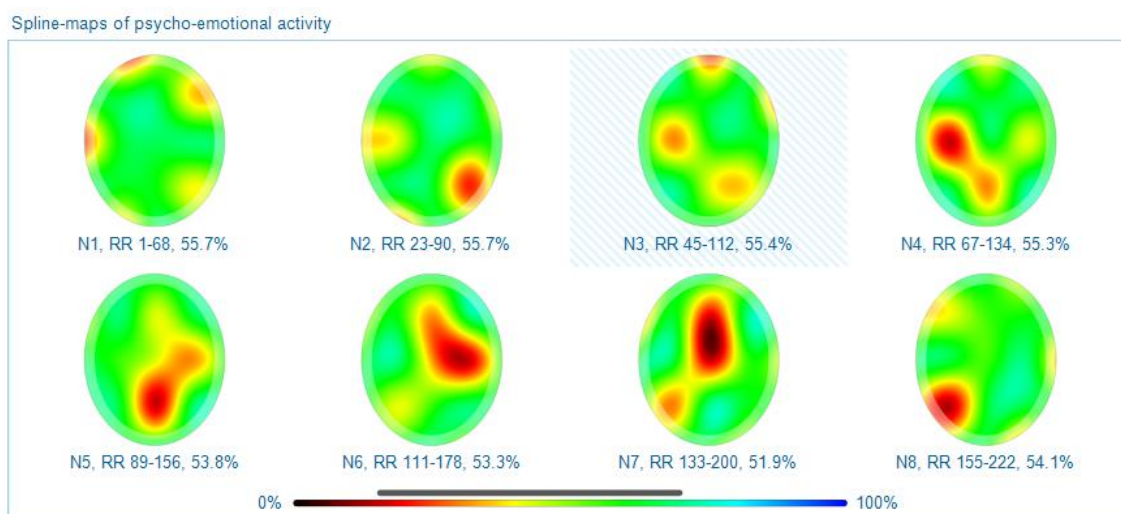 Spline-maps of psycho-emotional activity
N1, RR 1-68, 55.7%
N2, RR 23-90, 55.7%
N3, RR 45-112, 55.4%
N4, RR 67-134, 55.3%
N5, RR 89-156, 53.8%
N6, RR 111-178, 53.3%
N7, RR 133-200, 51.9%
N8, RR 155-222, 54.1%
0%
100%